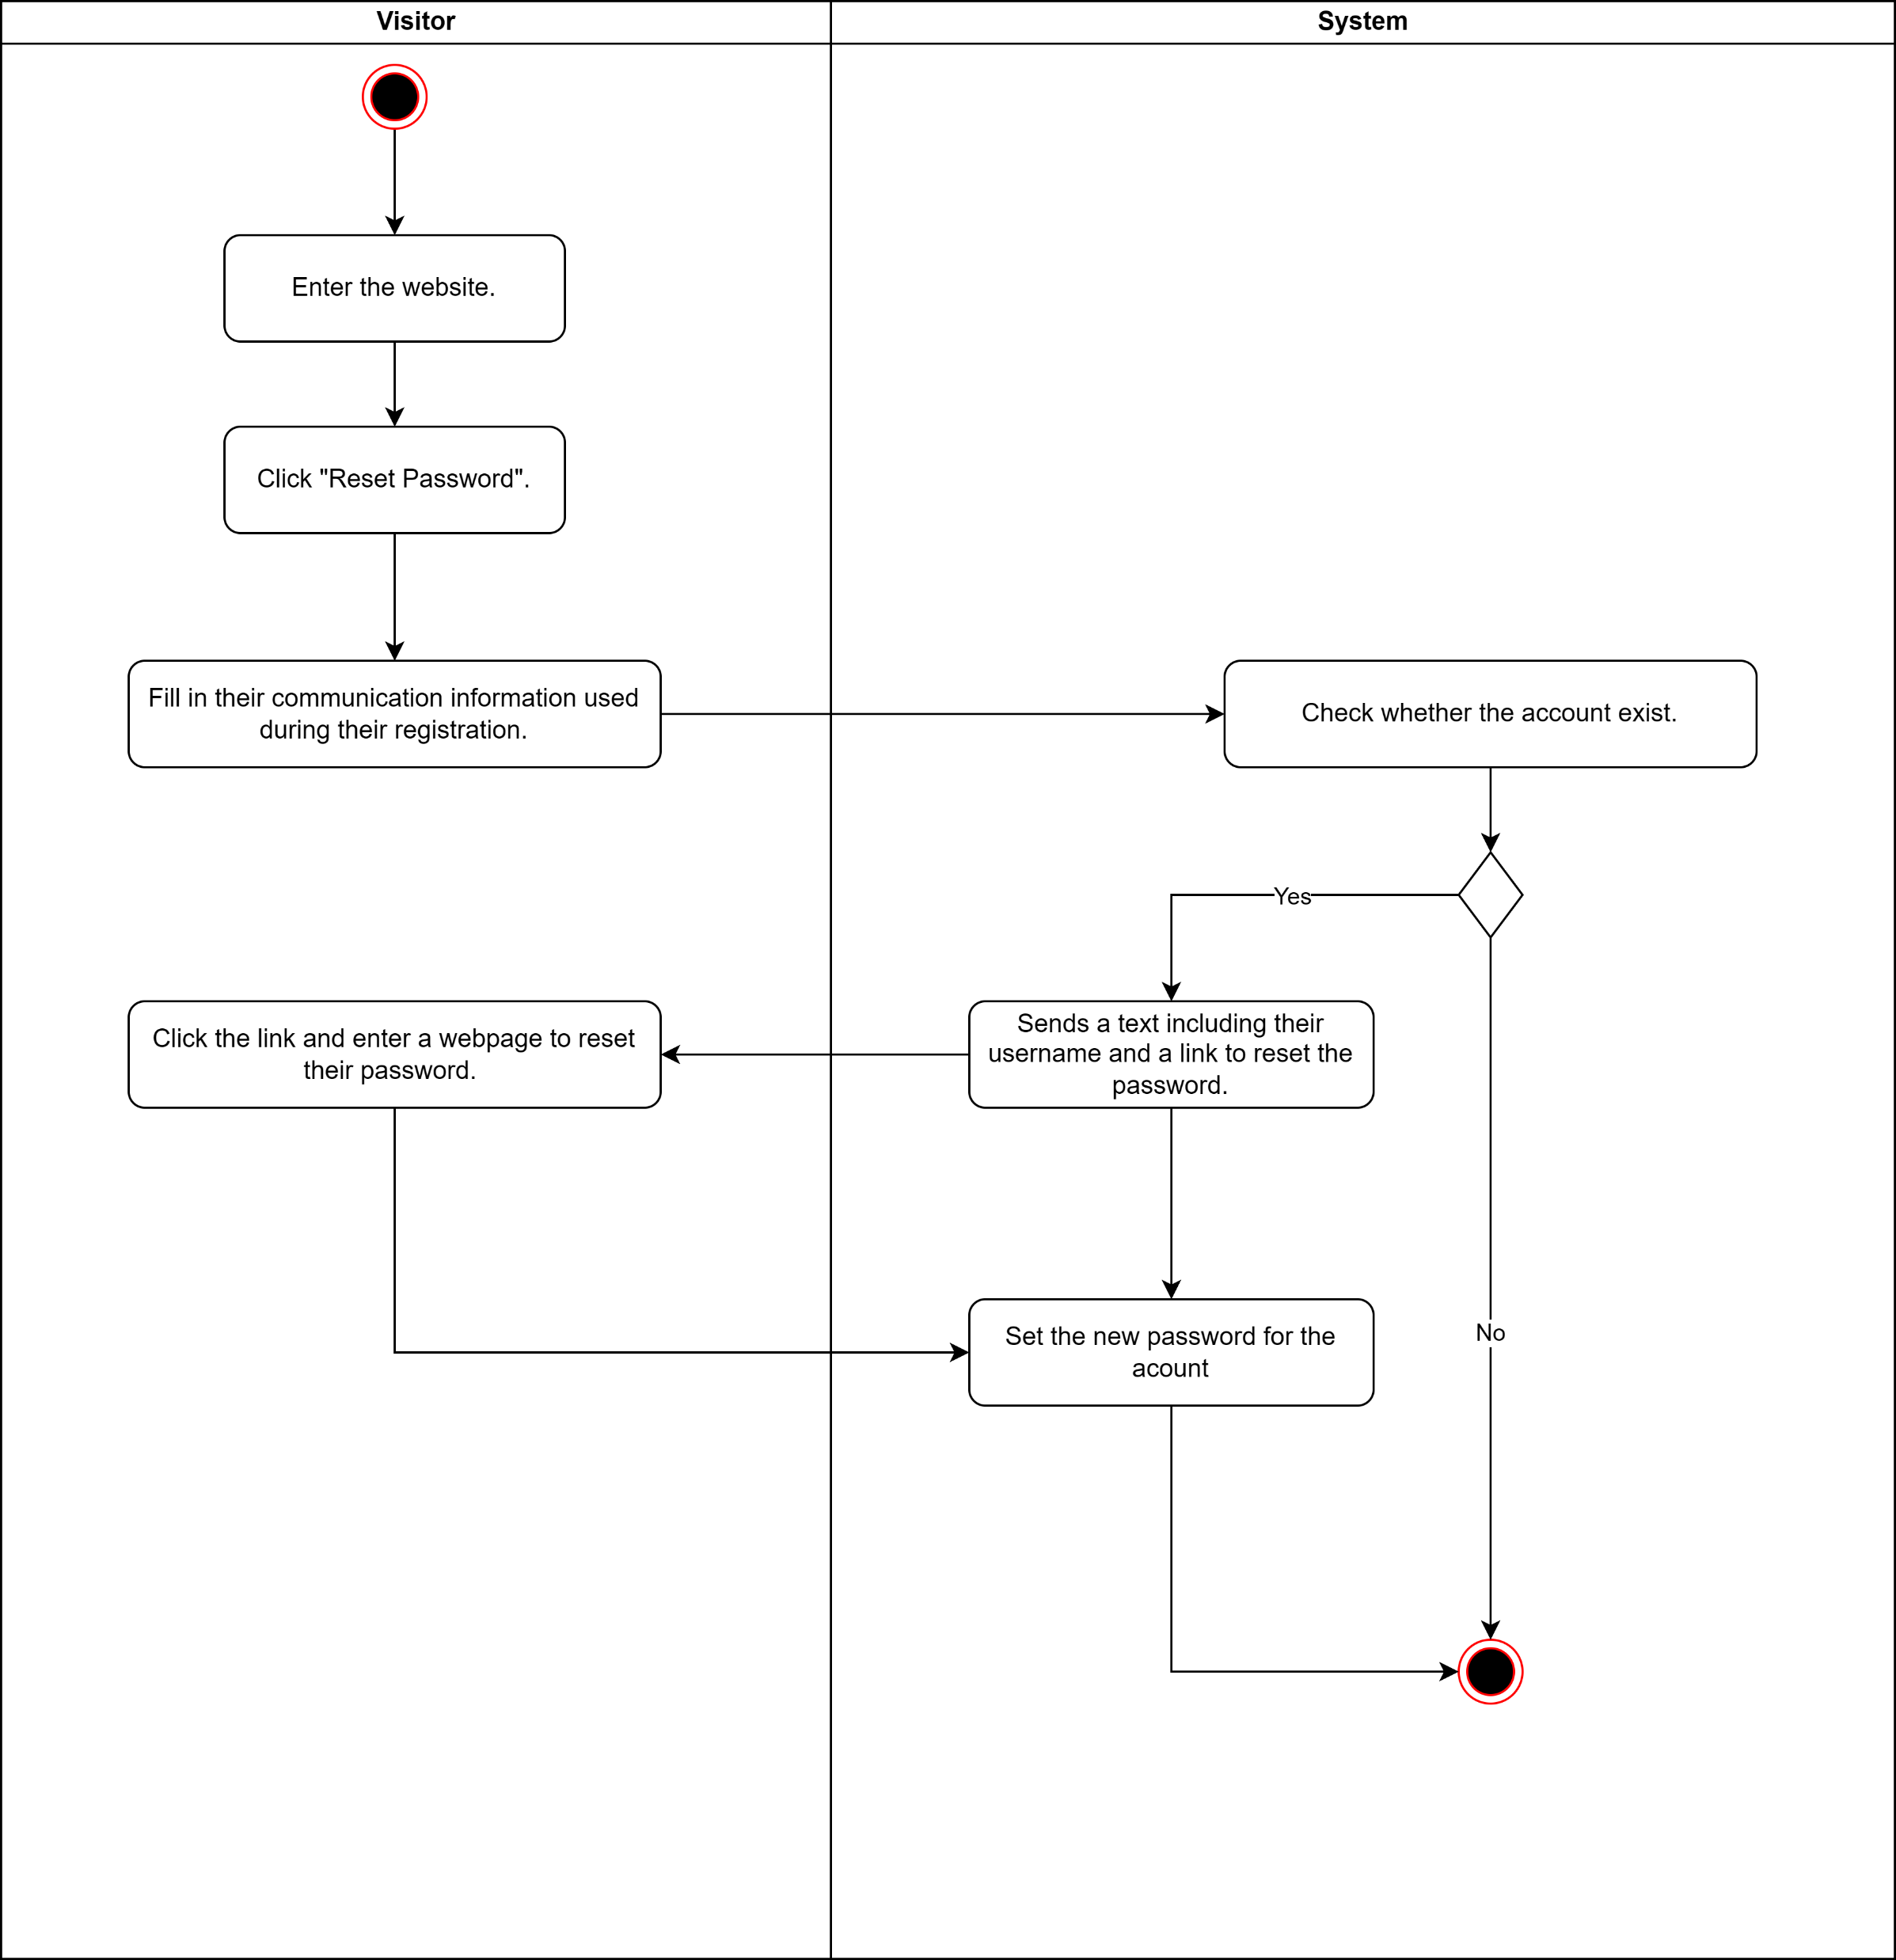 Visitor
System
Enter the website.
Click "Reset Password".
Fill in their communication information used
during their registration.
Check whether the account exist.
Yes
Click the link and enter a webpage to reset
their password.
Sends a text including their
username and a link to reset the
password.
Set the new password for the
acount
No